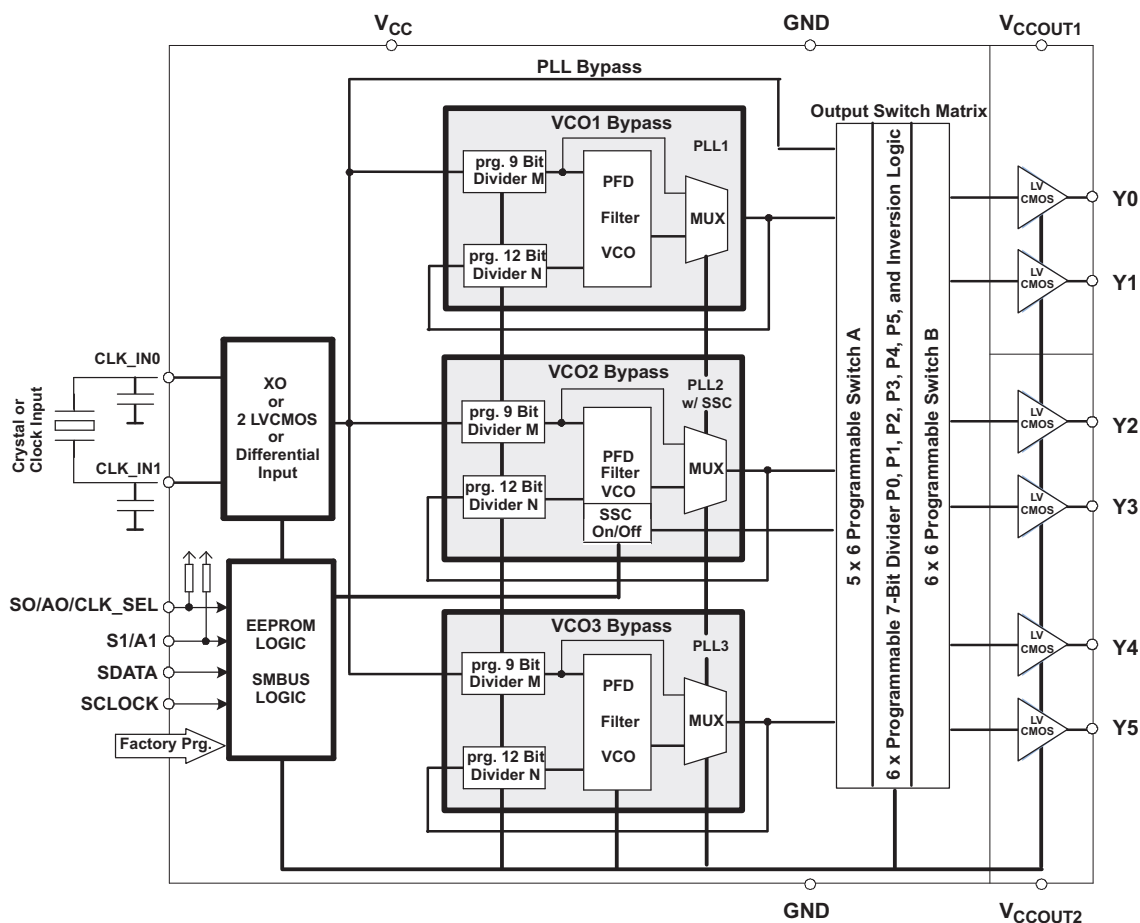 VCC
GND
VCCOUT1
PLL Bypass
Output Switch Matrix
VCO1 Bypass
PLL1
prg. 9 Bit
Divider M
PFD
Filter
VCO
MUX
prg. 12 Bit
Divider N
LV
CMOS
Y0
LV
CMOS
Y1
Crystal or
Clock Input
CLK_IN0
CLK_IN1
XO
or
2 LVCMOS
or
Differential
Input
VCO2 Bypass
PLL2
w/ SSC
prg. 9 Bit
Divider M
PFD
Filter
VCO
SSC
On/Off
MUX
prg. 12 Bit
Divider N
5 x 6 Programmable Switch A
6 x Programmable 7-Bit Divider P0, P1, P2, P3, P4, P5, and Inversion Logic
6 x 6 Programmable Switch B
LV
CMOS
Y2
LV
CMOS
Y3
SO/AO/CLK_SEL
S1/A1
SDATA
SCLOCK
Factory Prg.
EEPROM
LOGIC
SMBUS
LOGIC
VCO3 Bypass
PLL3
prg. 9 Bit
Divider M
PFD
Filter
VCO
MUX
prg. 12 Bit
Divider N
LV
CMOS
Y4
LV
CMOS
Y5
GND
VCCOUT2